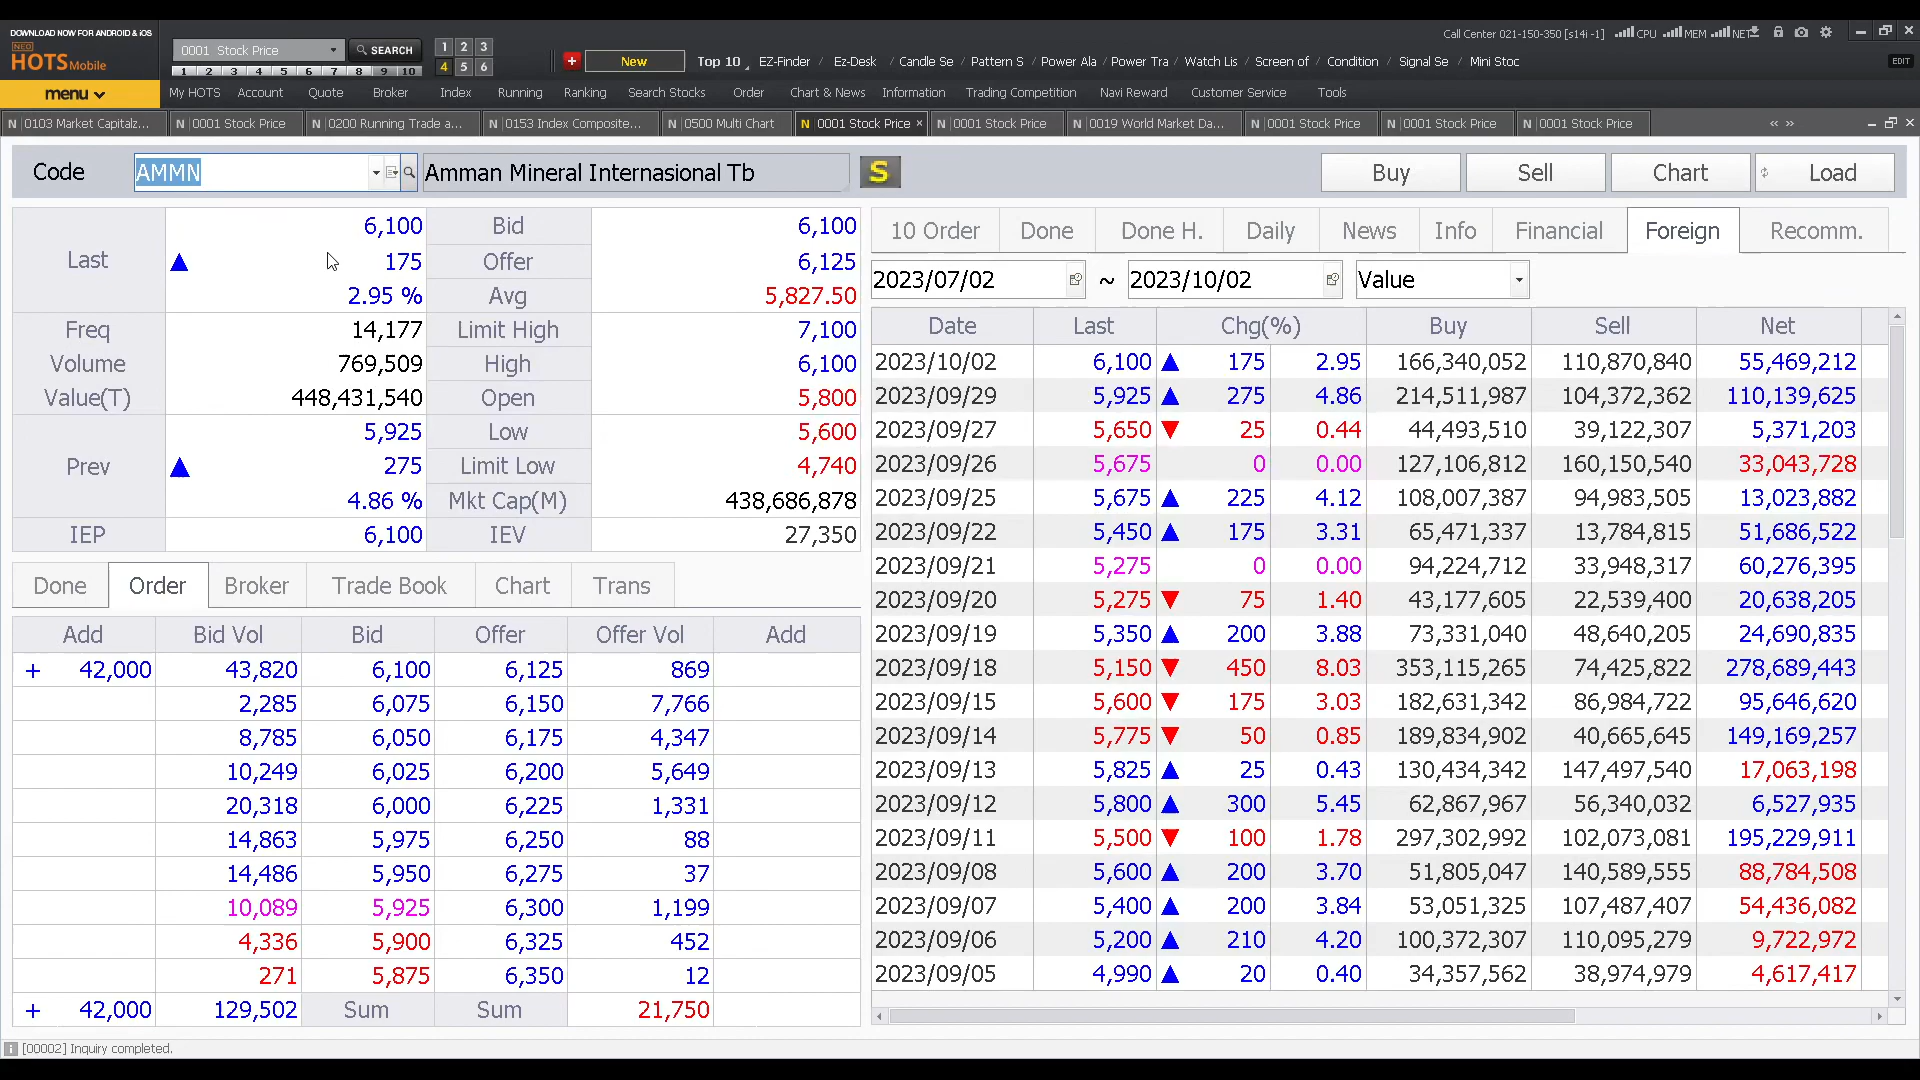 DOWNLOAD NOW FOR ANDROID & iOS
NEO
HOTS Mobile
0001 Stock Price
SEARCH
1 2 3
4 5 6
1 2 3 4 5 6 7 8 9 10
New
Top 10 EZ-Finder / Ez-Desk / Candle Se / Pattern S / Power Ala / Power Tra / Watch Lis / Screen of / Condition / Signal Se / Mini Stoc
Call Center 021-150-350 [s14i -1] CPU MEM NET
EDIT
menu
My HOTS Account Quote Broker Index Running Ranking Search Stocks Order Chart & News Information Trading Competition Navi Reward Customer Service Tools
N 0103 Market Capitalz... N 0001 Stock Price N 0200 Running Trade a... N 0153 Index Composite... N 0500 Multi Chart N 0001 Stock Price × N 0001 Stock Price N 0019 World Market Da... N 0001 Stock Price N 0001 Stock Price N 0001 Stock Price « »
Code AMMN Amman Mineral Internasional Tb S Buy Sell Chart Load
Last 6,100 Bid 6,100
▲ 175 Offer 6,125
2.95 % Avg 5,827.50
Freq 14,177 Limit High 7,100
Volume 769,509 High 6,100
Value(T) 448,431,540 Open 5,800
Prev 5,925 Low 5,600
▲ 275 Limit Low 4,740
4.86 % Mkt Cap(M) 438,686,878
IEP 6,100 IEV 27,350
Done Order Broker Trade Book Chart Trans
Add Bid Vol Bid Offer Offer Vol Add
+ 42,000 43,820 6,100 6,125 869
2,285 6,075 6,150 7,766
8,785 6,050 6,175 4,347
10,249 6,025 6,200 5,649
20,318 6,000 6,225 1,331
14,863 5,975 6,250 88
14,486 5,950 6,275 37
10,089 5,925 6,300 1,199
4,336 5,900 6,325 452
271 5,875 6,350 12
+ 42,000 129,502 Sum Sum 21,750
10 Order Done Done H. Daily News Info Financial Foreign Recomm.
2023/07/02 ~ 2023/10/02 Value
Date Last Chg(%) Buy Sell Net
2023/10/02 6,100 ▲ 175 2.95 166,340,052 110,870,840 55,469,212
2023/09/29 5,925 ▲ 275 4.86 214,511,987 104,372,362 110,139,625
2023/09/27 5,650 ▼ 25 0.44 44,493,510 39,122,307 5,371,203
2023/09/26 5,675 0 0.00 127,106,812 160,150,540 33,043,728
2023/09/25 5,675 ▲ 225 4.12 108,007,387 94,983,505 13,023,882
2023/09/22 5,450 ▲ 175 3.31 65,471,337 13,784,815 51,686,522
2023/09/21 5,275 0 0.00 94,224,712 33,948,317 60,276,395
2023/09/20 5,275 ▼ 75 1.40 43,177,605 22,539,400 20,638,205
2023/09/19 5,350 ▲ 200 3.88 73,331,040 48,640,205 24,690,835
2023/09/18 5,150 ▼ 450 8.03 353,115,265 74,425,822 278,689,443
2023/09/15 5,600 ▼ 175 3.03 182,631,342 86,984,722 95,646,620
2023/09/14 5,775 ▼ 50 0.85 189,834,902 40,665,645 149,169,257
2023/09/13 5,825 ▲ 25 0.43 130,434,342 147,497,540 17,063,198
2023/09/12 5,800 ▲ 300 5.45 62,867,967 56,340,032 6,527,935
2023/09/11 5,500 ▼ 100 1.78 297,302,992 102,073,081 195,229,911
2023/09/08 5,600 ▲ 200 3.70 51,805,047 140,589,555 88,784,508
2023/09/07 5,400 ▲ 200 3.84 53,051,325 107,487,407 54,436,082
2023/09/06 5,200 ▲ 210 4.20 100,372,307 110,095,279 9,722,972
2023/09/05 4,990 ▲ 20 0.40 34,357,562 38,974,979 4,617,417
[00002] Inquiry completed.